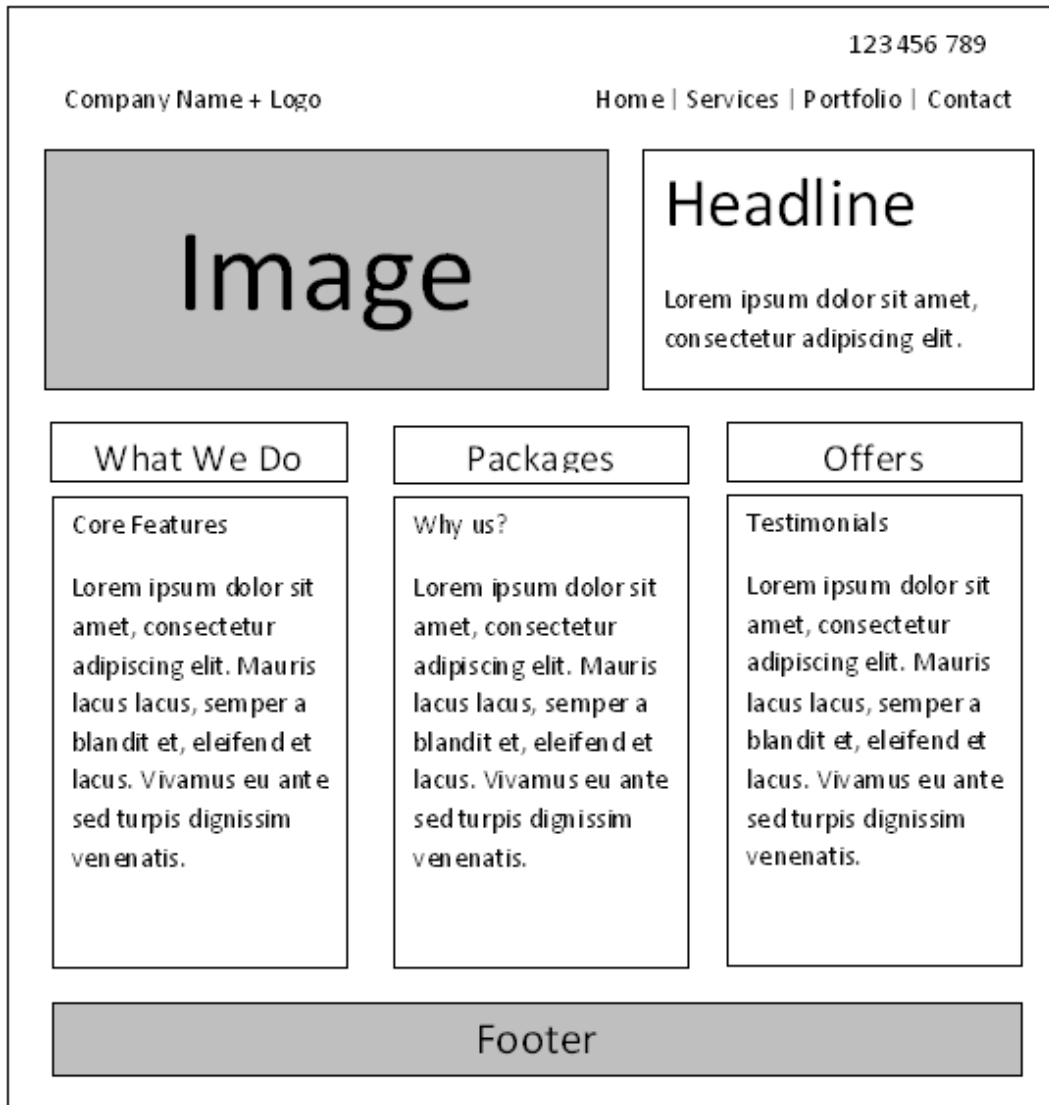 123 456 789
Company Name + Logo
Home | Services | Portfolio | Contact
Image
Headline
Lorem ipsum dolor sit amet,
consectetur adipiscing elit.
What We Do
Core Features
Lorem ipsum dolor sit
amet, consectetur
adipiscing elit. Mauris
lacus lacus, semper a
blandit et, eleifend et
lacus. Vivamus eu ante
sed turpis dignissim
venenatis.
Packages
Why us?
Lorem ipsum dolor sit
amet, consectetur
adipiscing elit. Mauris
lacus lacus, semper a
blandit et, eleifend et
lacus. Vivamus eu ante
sed turpis dignissim
venenatis.
Offers
Testimonials
Lorem ipsum dolor sit
amet, consectetur
adipiscing elit. Mauris
lacus lacus, semper a
blandit et, eleifend et
lacus. Vivamus eu ante
sed turpis dignissim
venenatis.
Footer